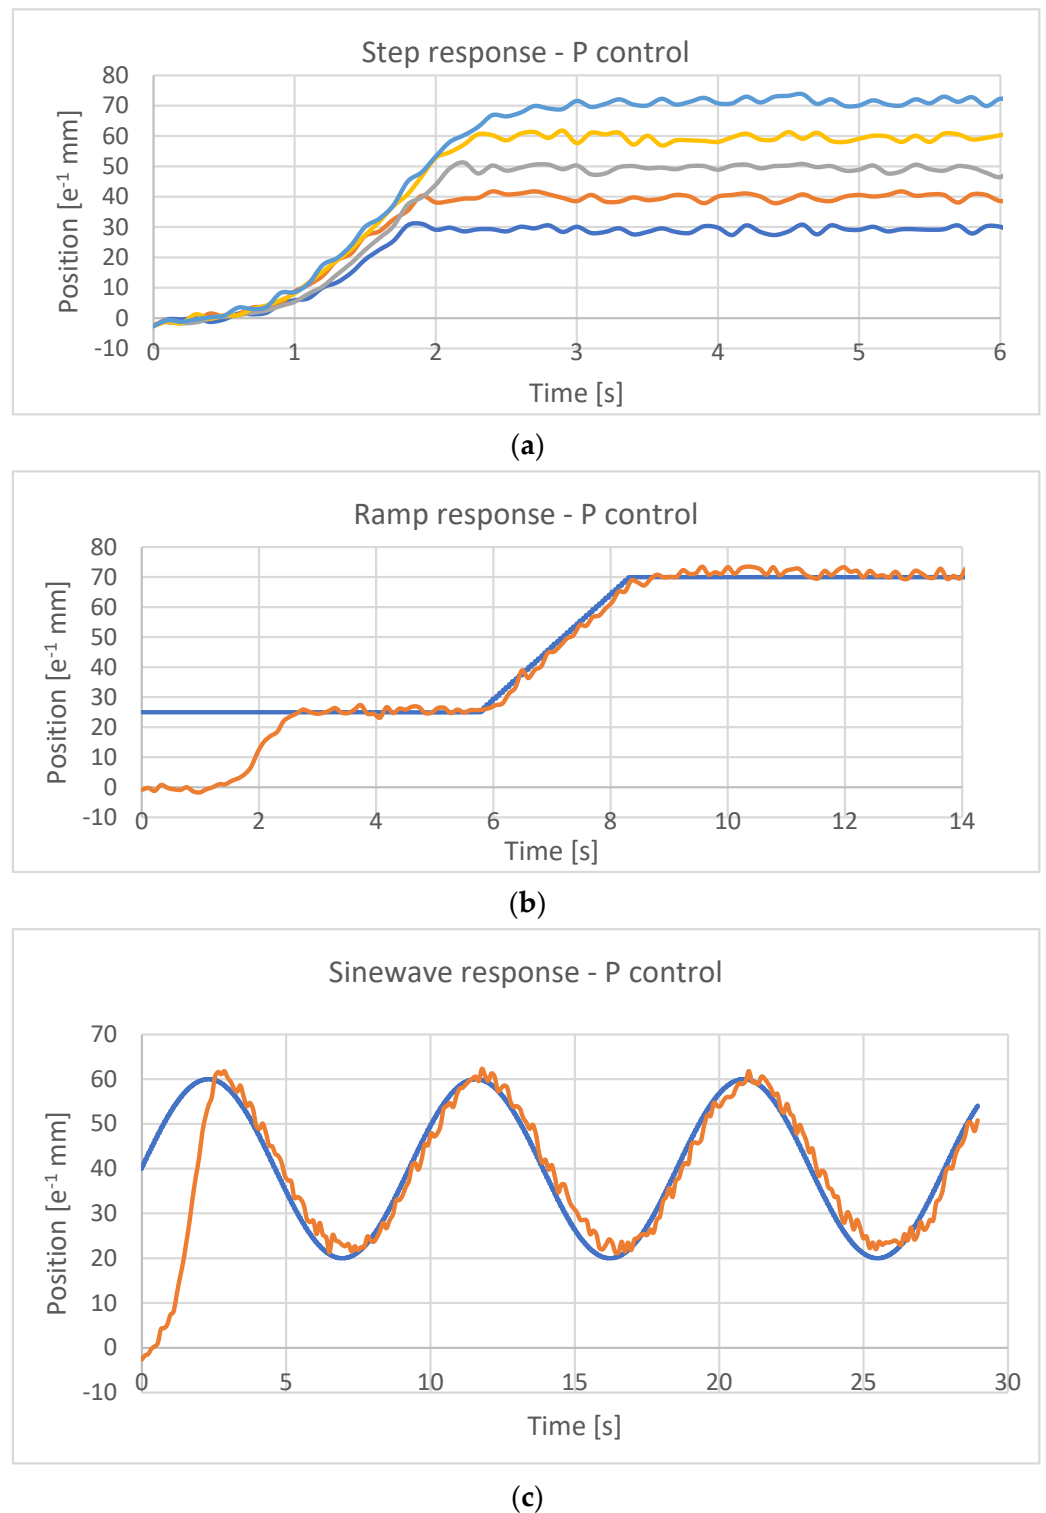 Step response - P control
80
70
60
50
40
30
20
10
0
-10
Position [e-1 mm]
0 1 2 3 4 5 6
Time [s]
(a)
Ramp response - P control
80
70
60
50
40
30
20
10
0
-10
Position [e-1 mm]
0 2 4 6 8 10 12 14
Time [s]
(b)
Sinewave response - P control
70
60
50
40
30
20
10
0
-10
Position [e-1 mm]
0 5 10 15 20 25 30
Time [s]
(c)